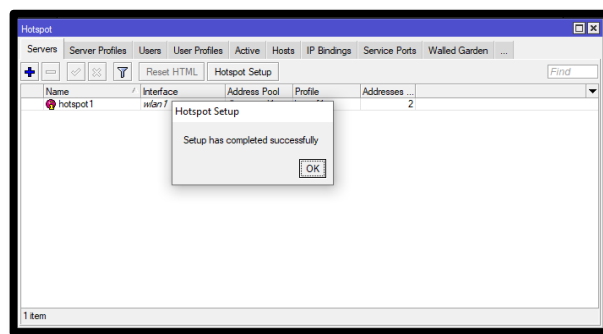 Hotspot
Servers Server Profiles Users User Profiles Active Hosts IP Bindings Service Ports Walled Garden ...
Reset HTML Hotspot Setup Find
Name Interface Address Pool Profile Addresses ...
hotspot1 wlan1 2
Hotspot Setup
Setup has completed successfully
OK
1 item